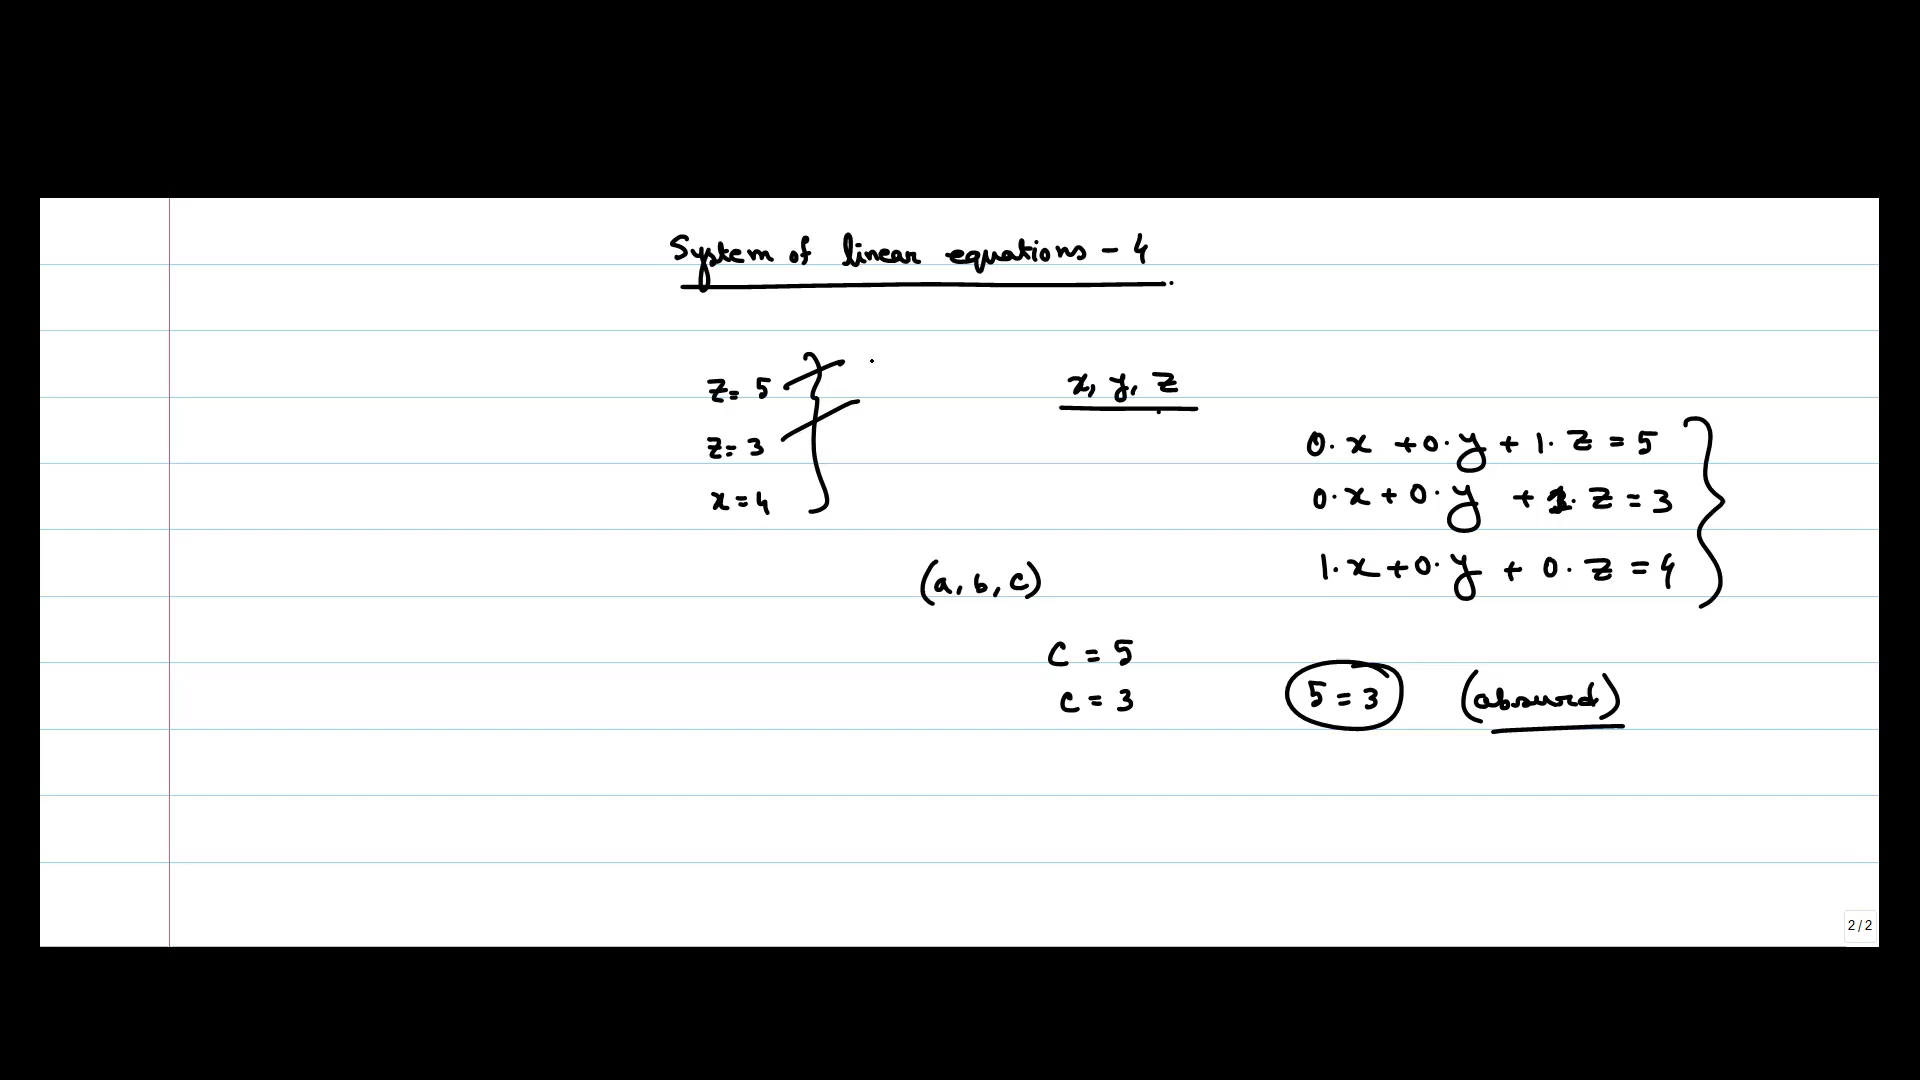 System of linear equations - 4
z = 5
z = 3
x = 4
x, y, z
0·x + 0·y + 1·z = 5
0·x + 0·y + 1·z = 3
1·x + 0·y + 0·z = 4
(a, b, c)
c = 5
c = 3
5 = 3 (absurd)
2 / 2